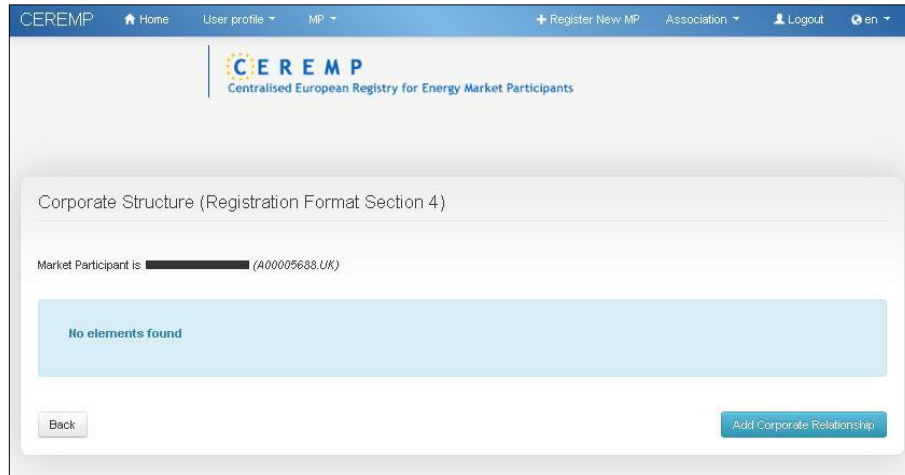 CEREMP Home User profile MP + Register New MP Association Logout en
CEREMP
Centralised European Registry for Energy Market Participants
Corporate Structure (Registration Format Section 4)
Market Participant is (A00005688.UK)
No elements found
Back Add Corporate Relationship